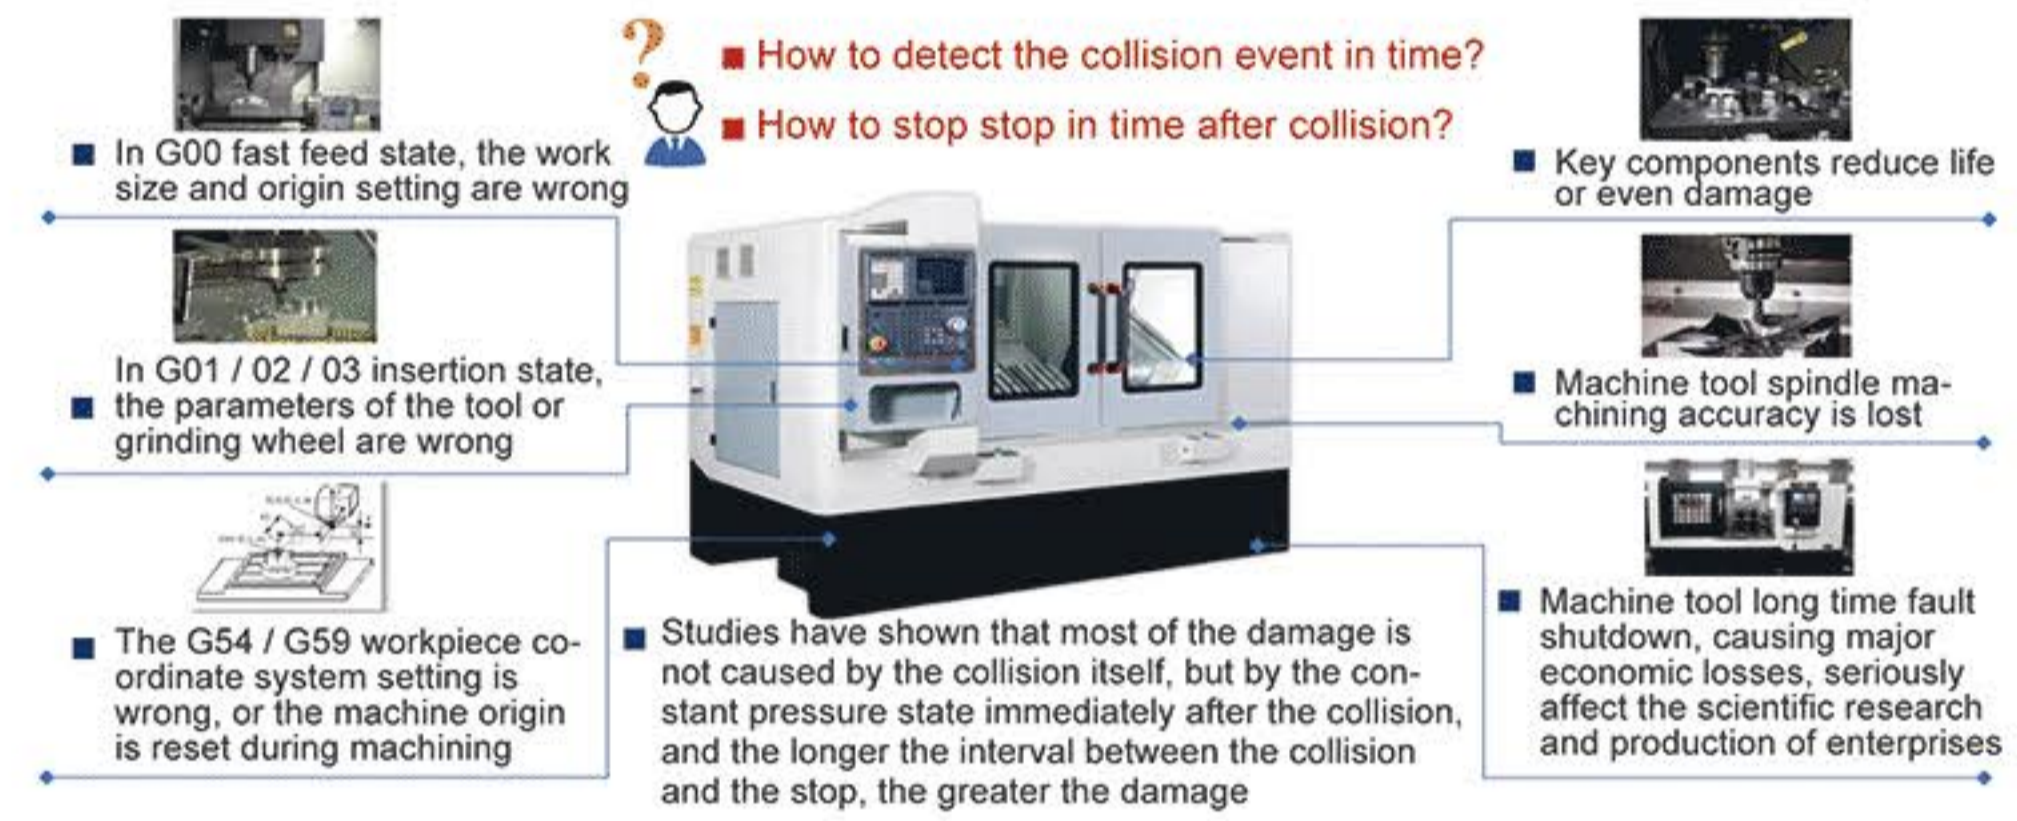 How to detect the collision event in time?
How to stop stop in time after collision?
In G00 fast feed state, the work
size and origin setting are wrong
In G01 / 02 / 03 insertion state,
the parameters of the tool or
grinding wheel are wrong
The G54 / G59 workpiece co-
ordinate system setting is
wrong, or the machine origin
is reset during machining
Studies have shown that most of the damage is
not caused by the collision itself, but by the con-
stant pressure state immediately after the collision,
and the longer the interval between the collision
and the stop, the greater the damage
Key components reduce life
or even damage
Machine tool spindle ma-
chining accuracy is lost
Machine tool long time fault
shutdown, causing major
economic losses, seriously
affect the scientific research
and production of enterprises